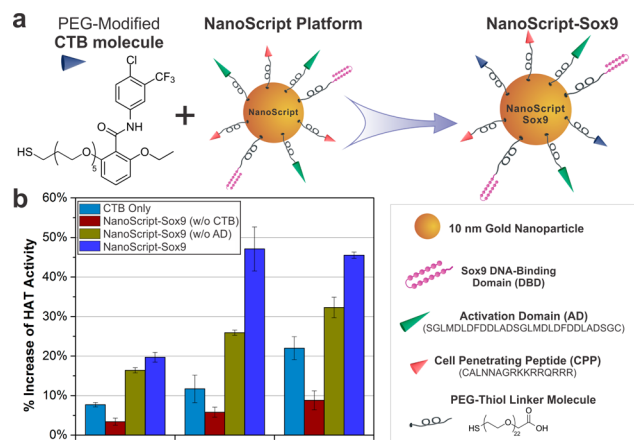 a
PEG-Modified
CTB molecule
NanoScript Platform
NanoScript-Sox9
Cl
CF3
NH
O
HS
O
5
O
NanoScript
NanoScript
Sox9
b
% Increase of HAT Activity
60%
50%
40%
30%
20%
10%
0%
CTB Only
NanoScript-Sox9 (w/o CTB)
NanoScript-Sox9 (w/o AD)
NanoScript-Sox9
10 nm Gold Nanoparticle
Sox9 DNA-Binding
Domain (DBD)
Activation Domain (AD)
(SGLMDLDFDDLADSGLMDLDFDDLADSGC)
Cell Penetrating Peptide (CPP)
(CALNNAGRKKRRQRRR)
PEG-Thiol Linker Molecule
HS
O
22
O
OH